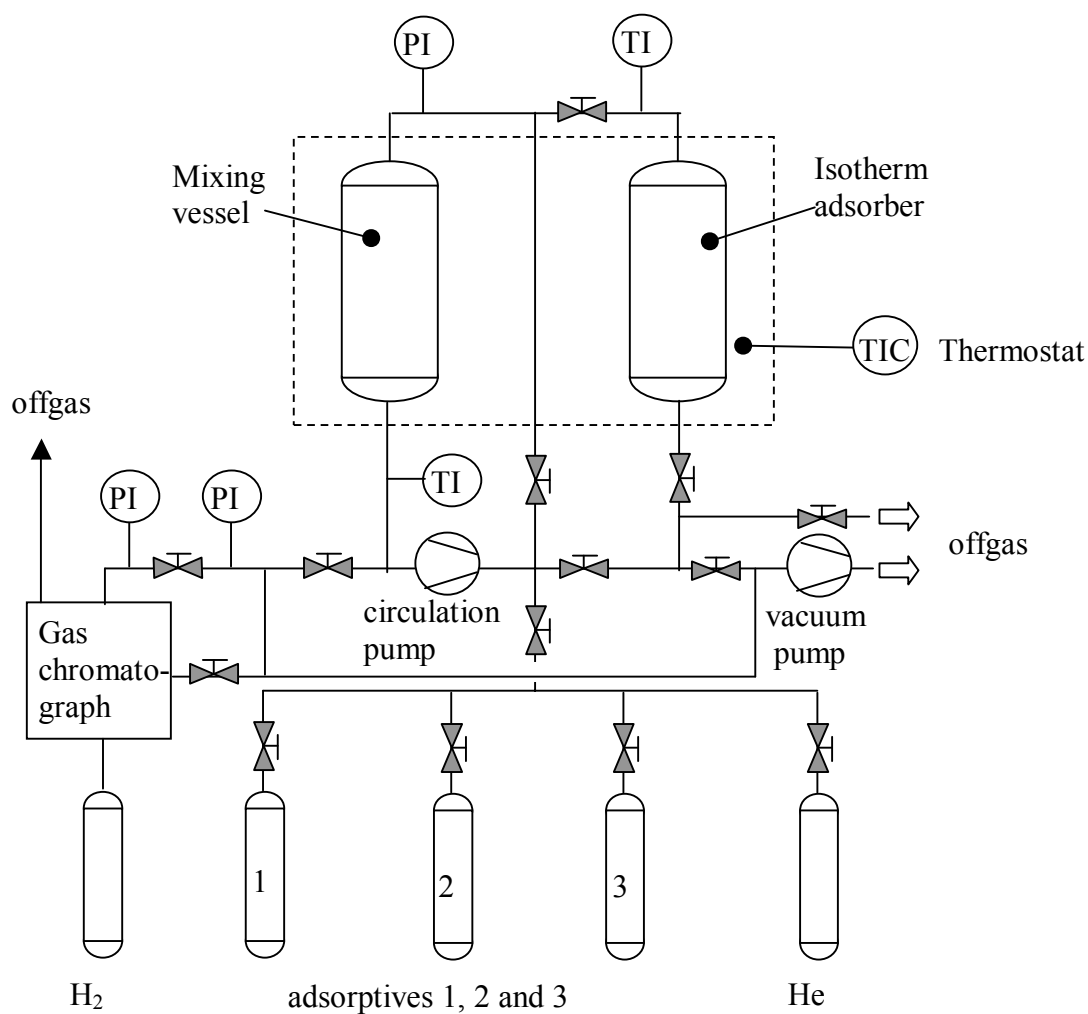 PI
TI
Mixing
vessel
Isotherm
adsorber
TIC
Thermostat
offgas
PI
PI
TI
offgas
circulation
pump
vacuum
pump
Gas
chromato-
graph
1
2
3
H2
adsorptives 1, 2 and 3
He